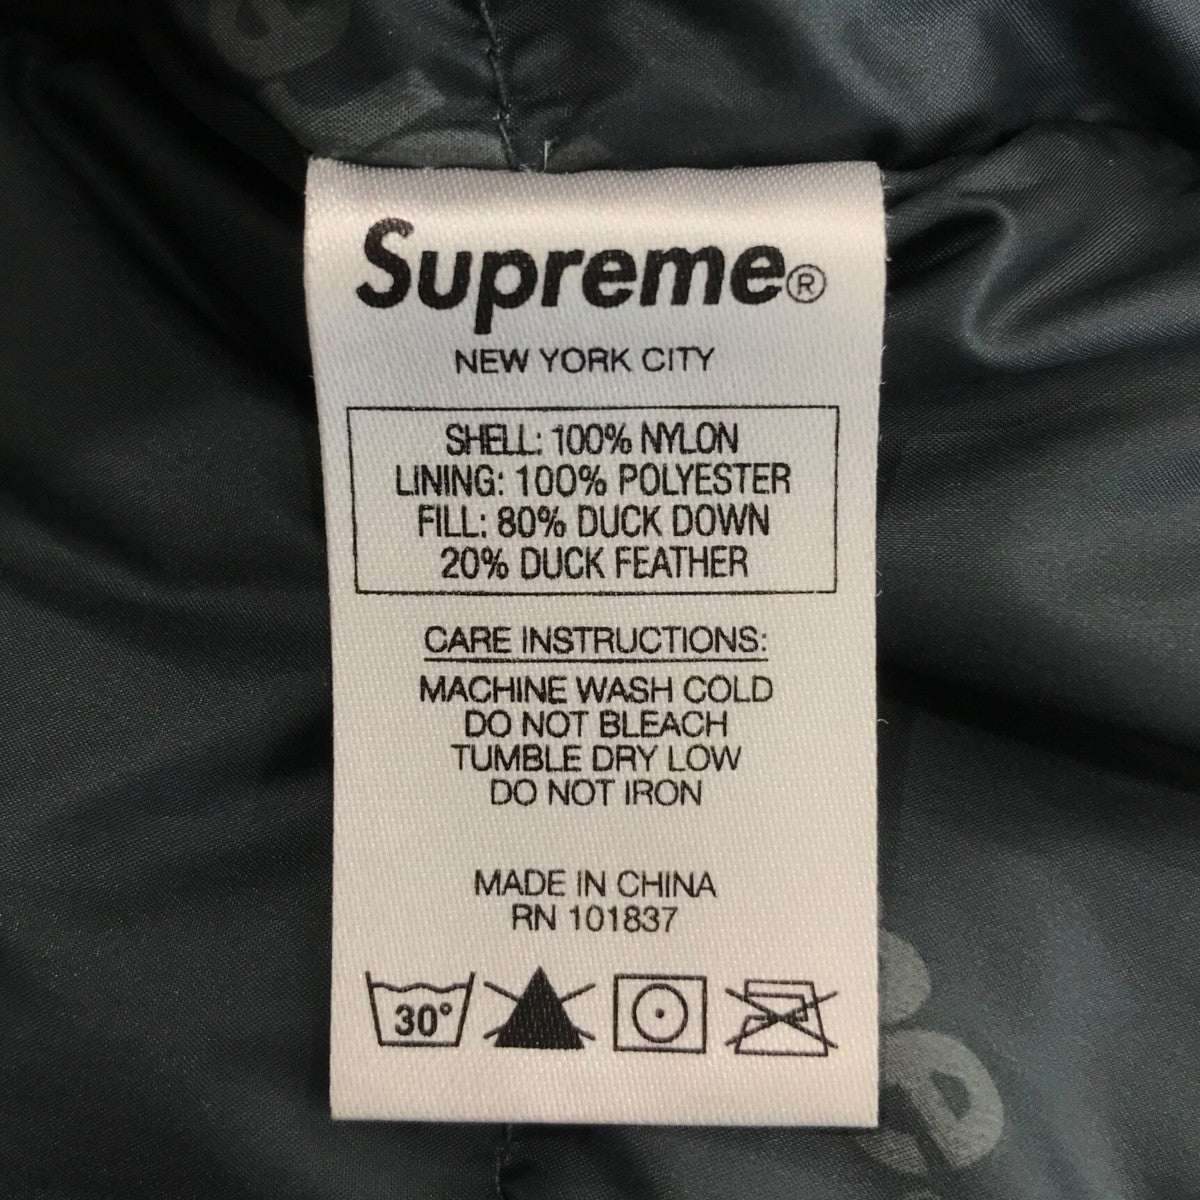 Supreme®
NEW YORK CITY
SHELL: 100% NYLON
LINING: 100% POLYESTER
FILL: 80% DUCK DOWN
20% DUCK FEATHER
CARE INSTRUCTIONS:
MACHINE WASH COLD
DO NOT BLEACH
TUMBLE DRY LOW
DO NOT IRON
MADE IN CHINA
RN 101837
30°